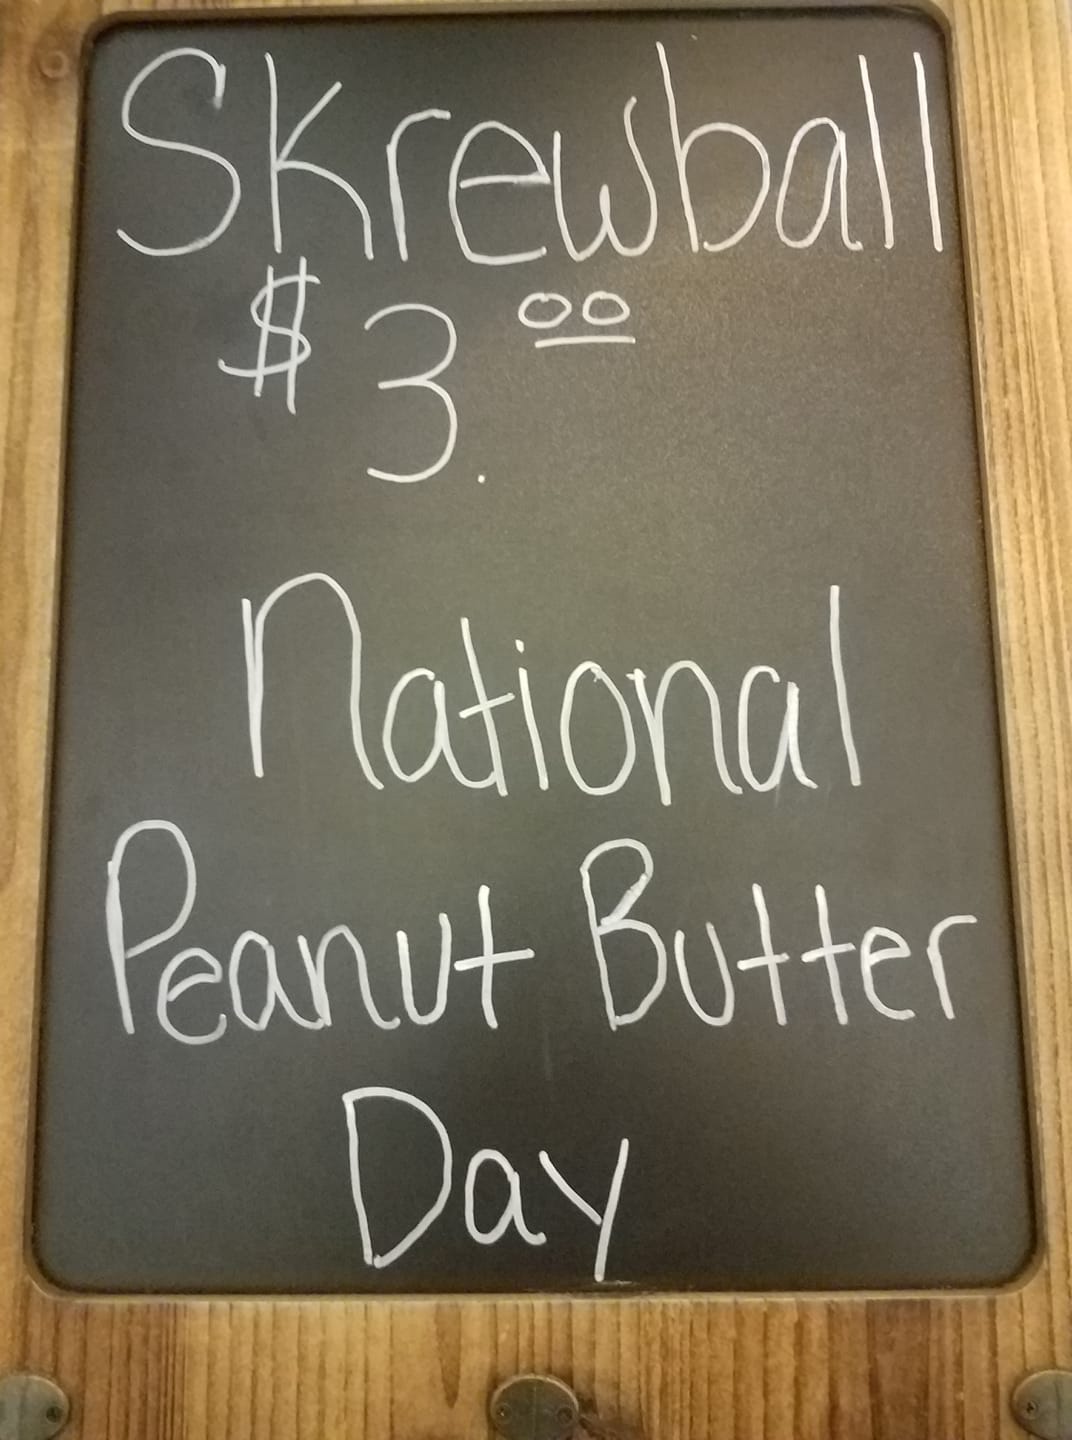 Skrewball
$3.00
National
Peanut Butter
Day